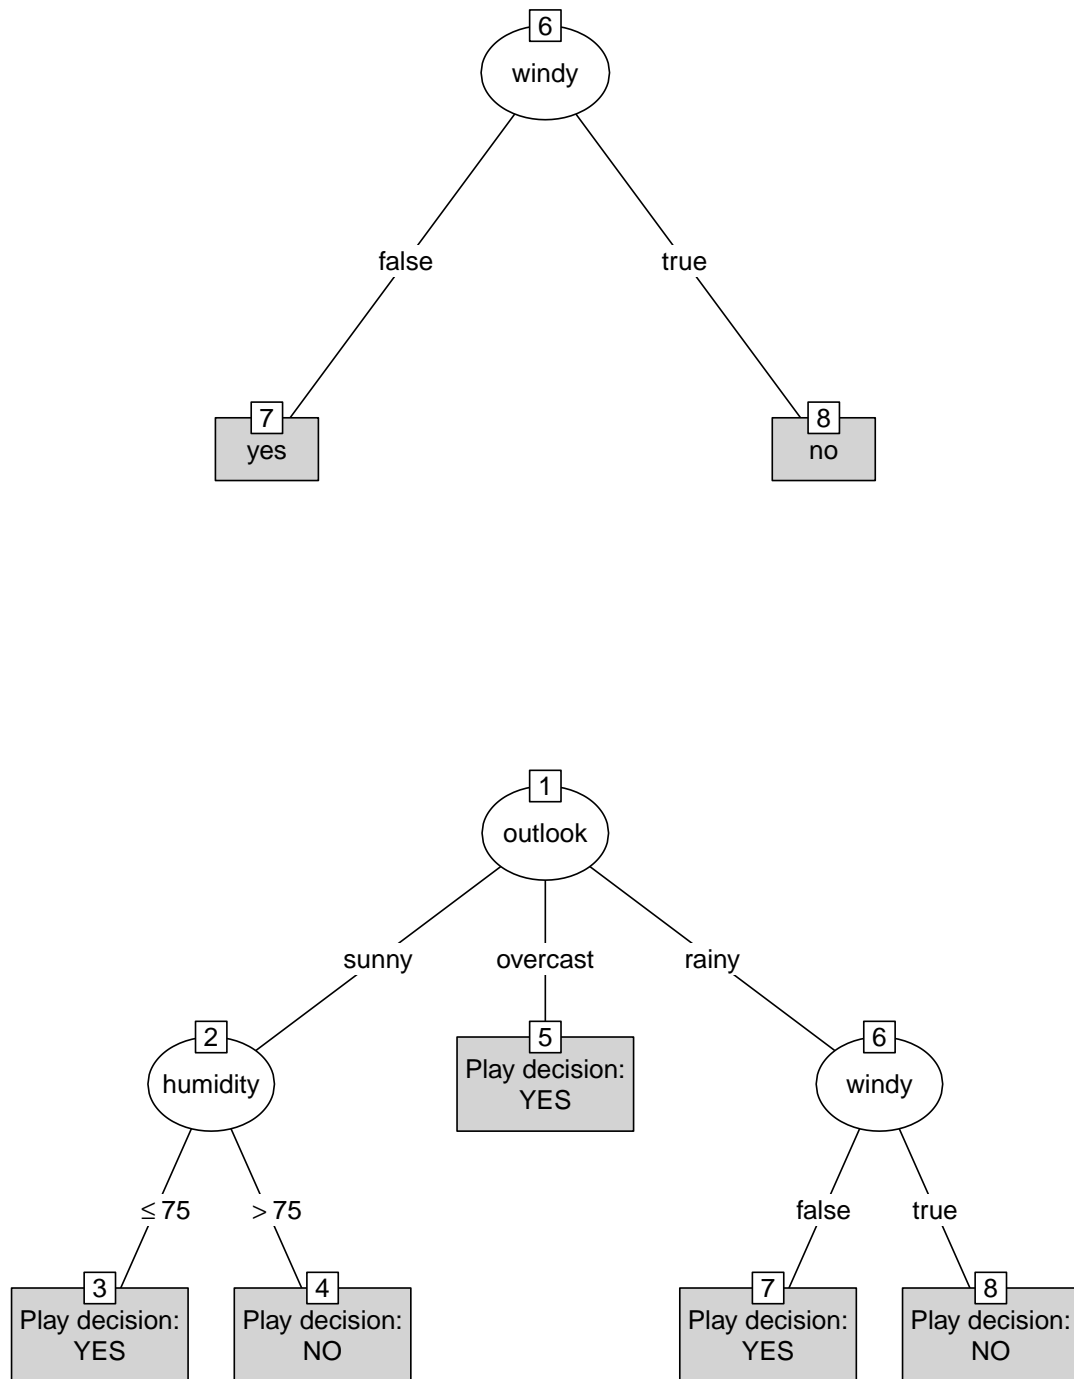 6
windy
false
true
7
yes
8
no
1
outlook
sunny
overcast
rainy
2
humidity
5
Play decision:
YES
6
windy
≤ 75
> 75
false
true
3
Play decision:
YES
4
Play decision:
NO
7
Play decision:
YES
8
Play decision:
NO